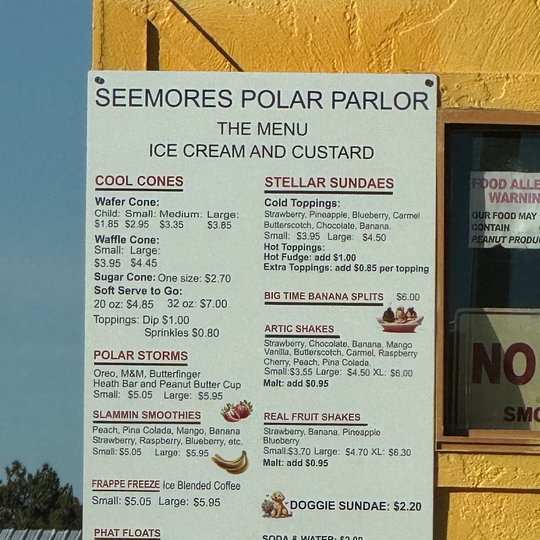 SEEMORES POLAR PARLOR
THE MENU
ICE CREAM AND CUSTARD
COOL CONES
Wafer Cone:
Child: Small: Medium: Large:
$1.85 $2.95 $3.35 $3.85
Waffle Cone:
Small: Large:
$3.95 $4.45
Sugar Cone: One size: $2.70
Soft Serve to Go:
20 oz: $4.85 32 oz: $7.00
Toppings: Dip $1.00
Sprinkles $0.80
POLAR STORMS
Oreo, M&M, Butterfinger
Heath Bar and Peanut Butter Cup
Small: $5.05 Large: $5.95
SLAMMIN SMOOTHIES
Peach, Pina Colada, Mango, Banana
Strawberry, Raspberry, Blueberry, etc.
Small: $5.05 Large: $5.95
FRAPPE FREEZE Ice Blended Coffee
Small: $5.05 Large: $5.95
PHAT FLOATS
STELLAR SUNDAES
Cold Toppings:
Strawberry, Pineapple, Blueberry, Carmel
Butterscotch, Chocolate, Banana.
Small: $3.95 Large: $4.50
Hot Toppings:
Hot Fudge: add $1.00
Extra Toppings: add $0.85 per topping
BIG TIME BANANA SPLITS $6.00
ARTIC SHAKES
Strawberry, Chocolate, Banana, Mango
Vanilla, Butterscotch, Carmel, Raspberry
Cherry, Peach, Pina Colada.
Small:$3.55 Large: $4.50 XL: $6.00
Malt: add $0.95
REAL FRUIT SHAKES
Strawberry, Banana, Pineapple
Blueberry
Small:$3.70 Large: $4.70 XL: $6.30
Malt: add $0.95
DOGGIE SUNDAE: $2.20
SODA & WATER: $2.00
FOOD ALLE
WARNIN
OUR FOOD MAY
CONTAIN
PEANUT PRODU
NO
SMO